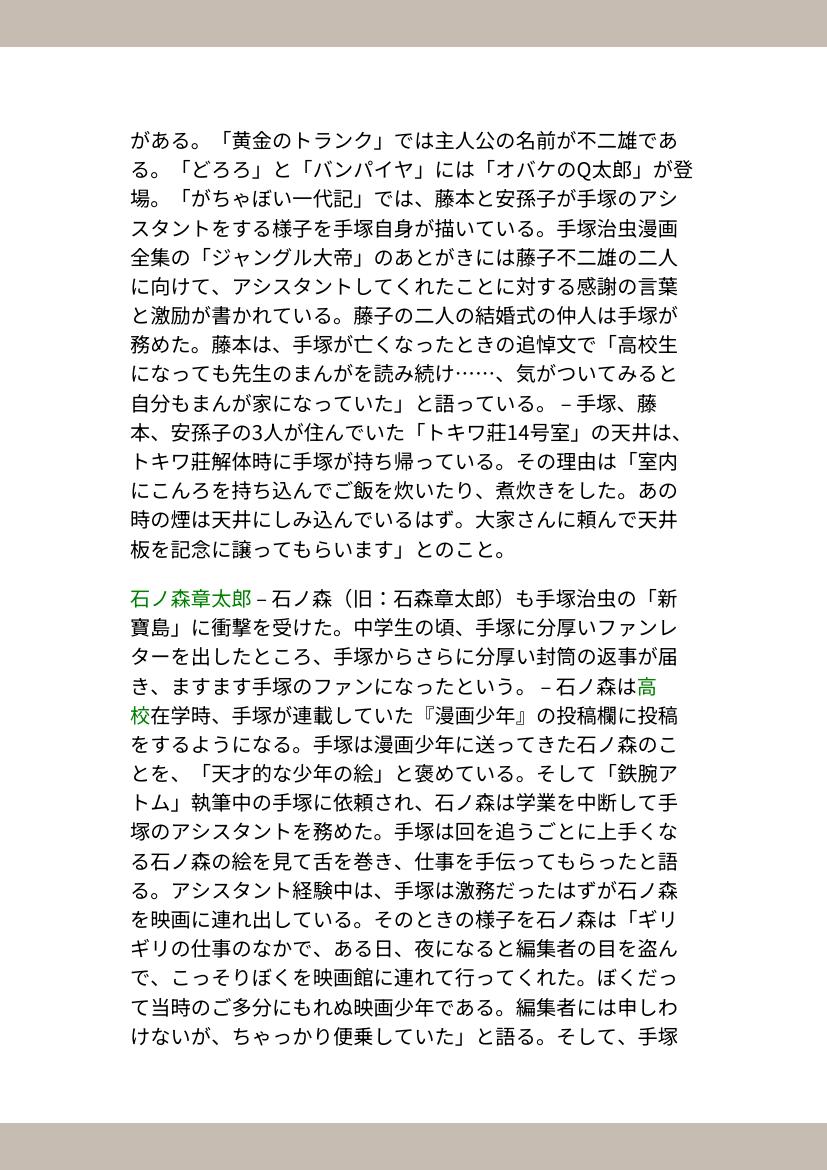 がある。「黄金のトランク」では主人公の名前が不二雄であ
る。「どろろ」と「バンパイヤ」には「オバケのQ太郎」が登
場。「がちゃぼい一代記」では、藤本と安孫子が手塚のアシ
スタントをする様子を手塚自身が描いている。手塚治虫漫画
全集の「ジャングル大帝」のあとがきには藤子不二雄の二人
に向けて、アシスタントしてくれたことに対する感謝の言葉
と激励が書かれている。藤子の二人の結婚式の仲人は手塚が
務めた。藤本は、手塚が亡くなったときの追悼文で「高校生
になっても先生のまんがを読み続け……、気がついてみると
自分もまんが家になっていた」と語っている。 – 手塚、藤
本、安孫子の3人が住んでいた「トキワ荘14号室」の天井は、
トキワ荘解体時に手塚が持ち帰っている。その理由は「室内
にこんろを持ち込んでご飯を炊いたり、煮炊きをした。あの
時の煙は天井にしみ込んでいるはず。大家さんに頼んで天井
板を記念に譲ってもらいます」とのこと。
石ノ森章太郎 – 石ノ森（旧：石森章太郎）も手塚治虫の「新
寶島」に衝撃を受けた。中学生の頃、手塚に分厚いファンレ
ターを出したところ、手塚からさらに分厚い封筒の返事が届
き、ますます手塚のファンになったという。 – 石ノ森は高
校在学時、手塚が連載していた『漫画少年』の投稿欄に投稿
をするようになる。手塚は漫画少年に送ってきた石ノ森のこ
とを、「天才的な少年の絵」と褒めている。そして「鉄腕ア
トム」執筆中の手塚に依頼され、石ノ森は学業を中断して手
塚のアシスタントを務めた。手塚は回を追うごとに上手くな
る石ノ森の絵を見て舌を巻き、仕事を手伝ってもらったと語
る。アシスタント経験中は、手塚は激務だったはずが石ノ森
を映画に連れ出している。そのときの様子を石ノ森は「ギリ
ギリの仕事のなかで、ある日、夜になると編集者の目を盗ん
で、こっそりぼくを映画館に連れて行ってくれた。ぼくだっ
て当時のご多分にもれぬ映画少年である。編集者には申しわ
けないが、ちゃっかり便乗していた」と語る。そして、手塚